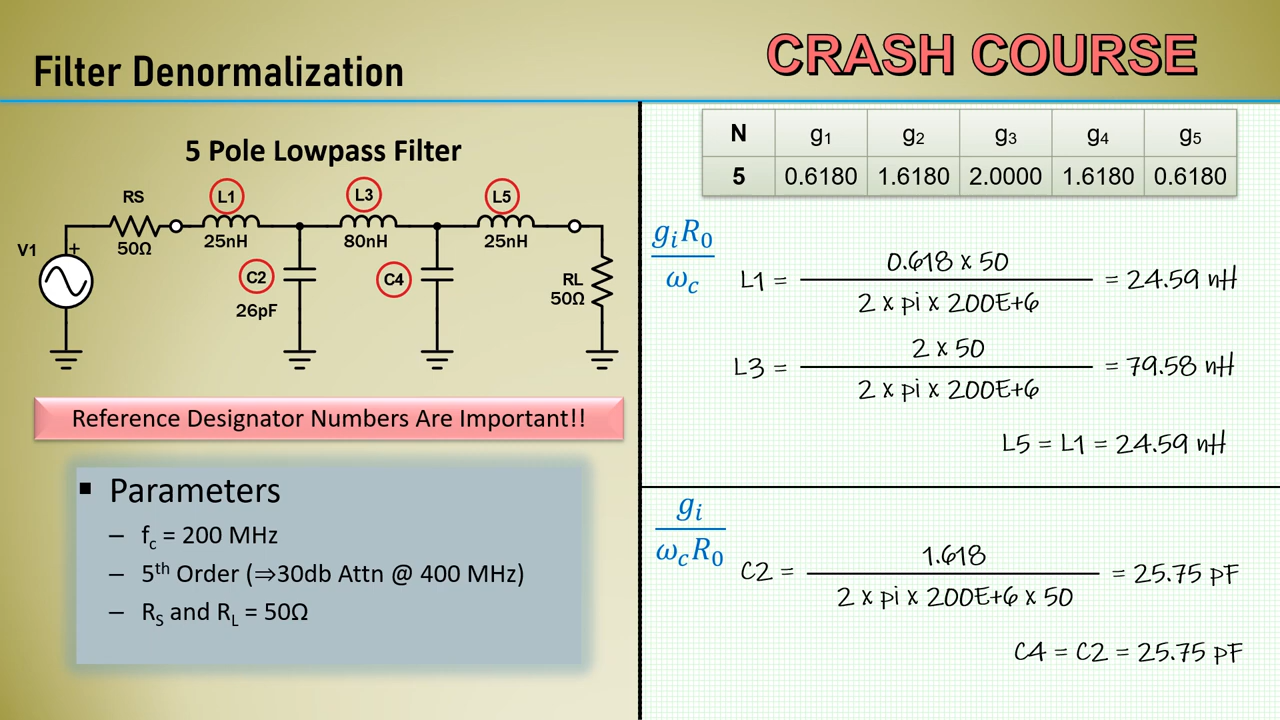 Filter Denormalization
CRASH COURSE
5 Pole Lowpass Filter
RS
L1
L3
L5
V1
+
50Ω
25nH
80nH
25nH
C2
C4
RL
50Ω
26pF
Reference Designator Numbers Are Important!!
▪ Parameters
– fc = 200 MHz
– 5th Order (⇒30db Attn @ 400 MHz)
– RS and RL = 50Ω
N g1 g2 g3 g4 g5
5 0.6180 1.6180 2.0000 1.6180 0.6180
giR0
ωc
L1 = 0.618 x 50 / 2 x pi x 200E+6 = 24.59 nH
L3 = 2 x 50 / 2 x pi x 200E+6 = 79.58 nH
L5 = L1 = 24.59 nH
gi
ωcR0
C2 = 1.618 / 2 x pi x 200E+6 x 50 = 25.75 pF
C4 = C2 = 25.75 pF